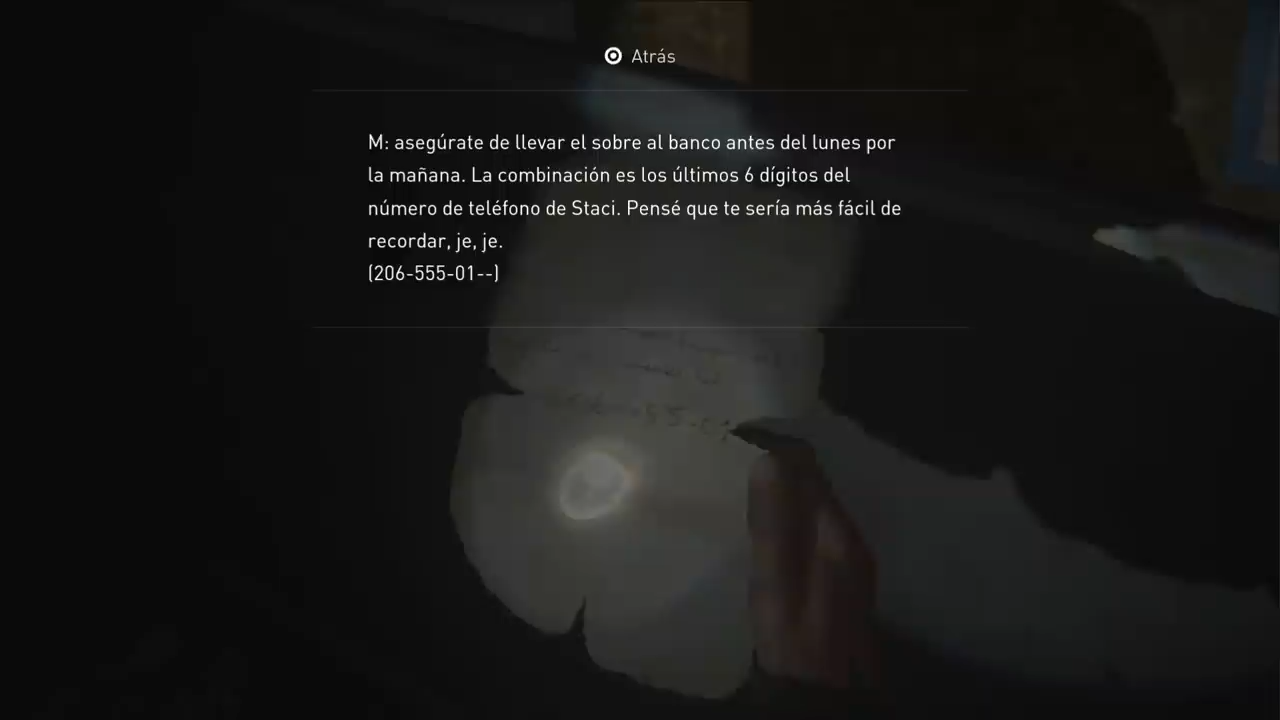 Atrás
M: asegúrate de llevar el sobre al banco antes del lunes por
la mañana. La combinación es los últimos 6 dígitos del
número de teléfono de Staci. Pensé que te sería más fácil de
recordar, je, je.
(206-555-01--)